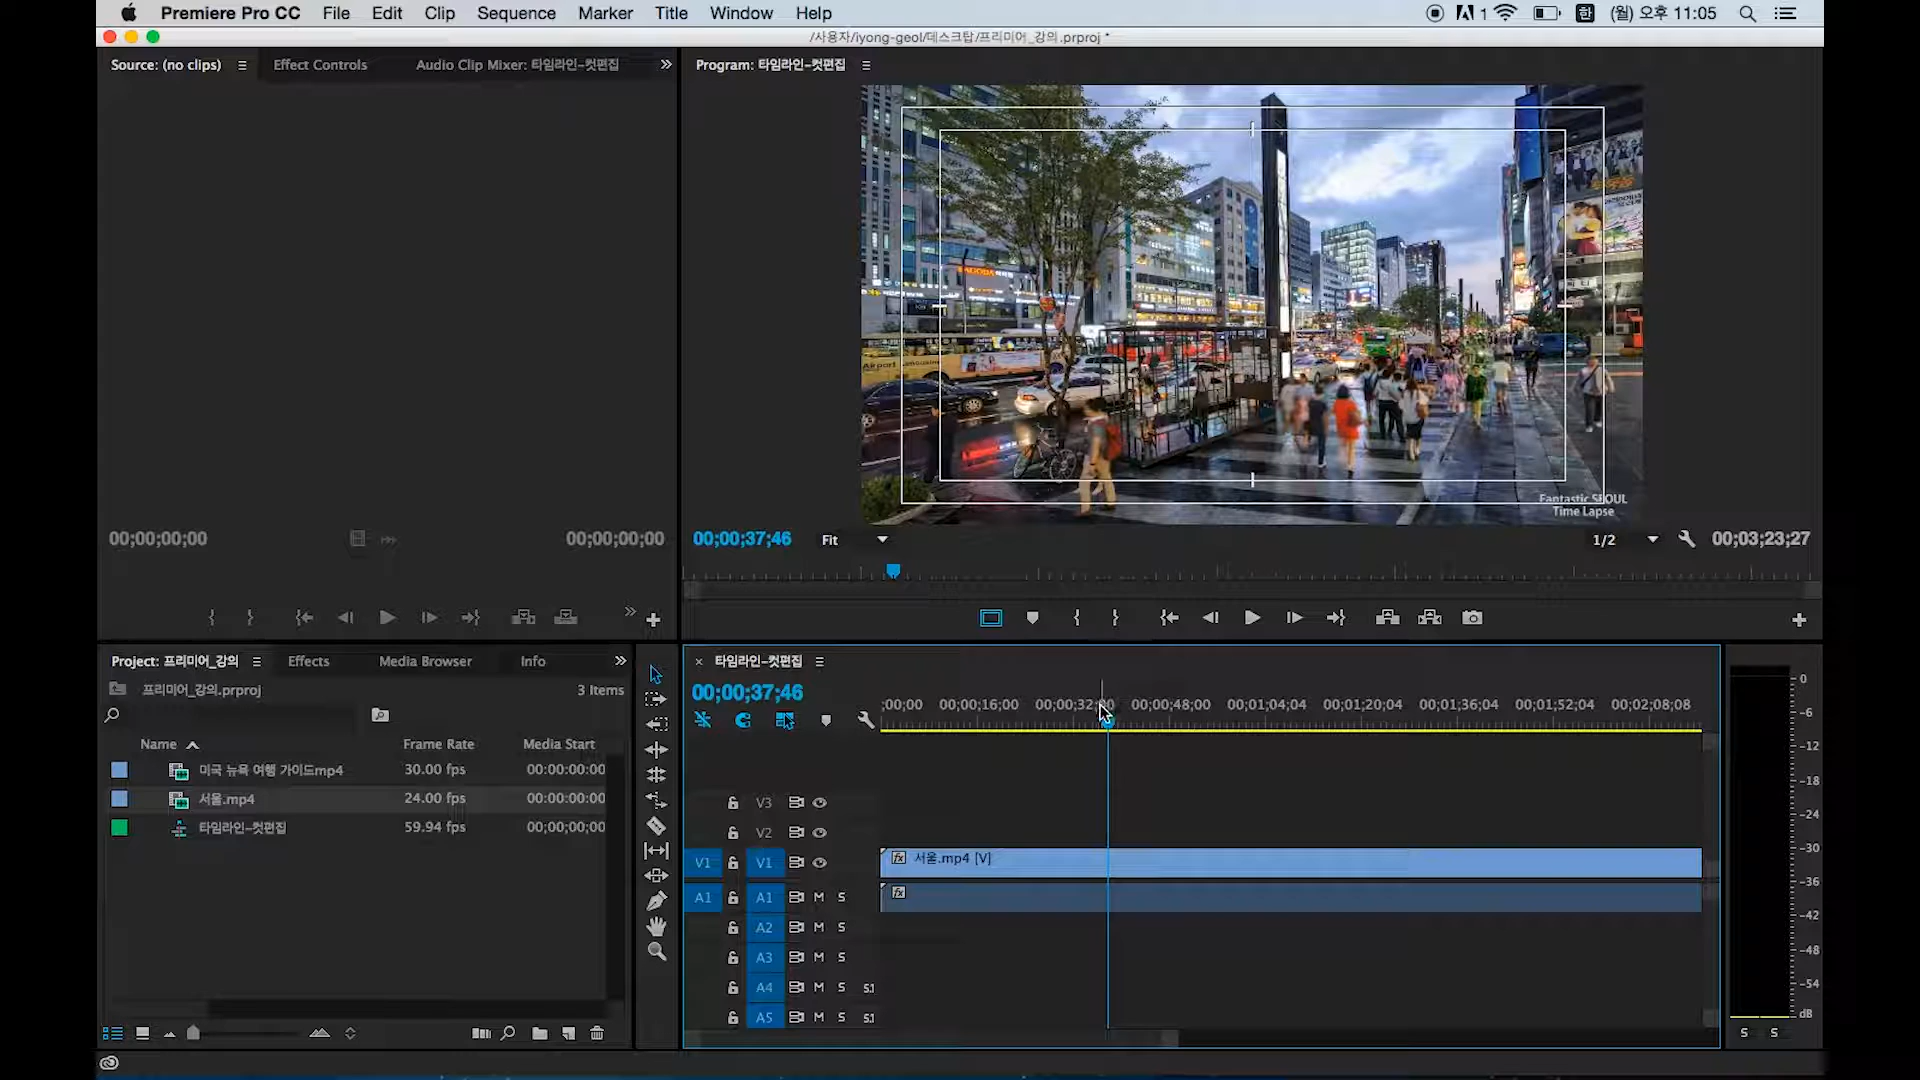 Premiere Pro CC File Edit Clip Sequence Marker Title Window Help
1 한 (월) 오후 11:05
/사용자/iyong-geol/데스크탑/프리미어_강의.prproj *
Source: (no clips) Effect Controls Audio Clip Mixer: 타임라인-컷편집
Program: 타임라인-컷편집
Fantastic SEOUL
Time Lapse
00;00;00;00 00;00;00;00
00;00;37;46 Fit 1/2 00;03;23;27
Project: 프리미어_강의 Effects Media Browser Info
프리미어_강의.prproj 3 Items
Name Frame Rate Media Start
미국 뉴욕 여행 가이드mp4 30.00 fps 00:00:00:00
서울.mp4 24.00 fps 00:00:00:00
타임라인-컷편집 59.94 fps 00;00;00;00
타임라인-컷편집
00;00;37;46
;00;00 00;00;16;00 00;00;32;00 00;00;48;00 00;01;04;04 00;01;20;04 00;01;36;04 00;01;52;04 00;02;08;08
V3
V2
V1 V1 fx 서울.mp4 [V]
A1 A1 M S fx
A2 M S
A3 M S
A4 M S 5.1
A5 M S 5.1
0
-6
-12
-18
-24
-30
-36
-42
-48
-54
dB
S S